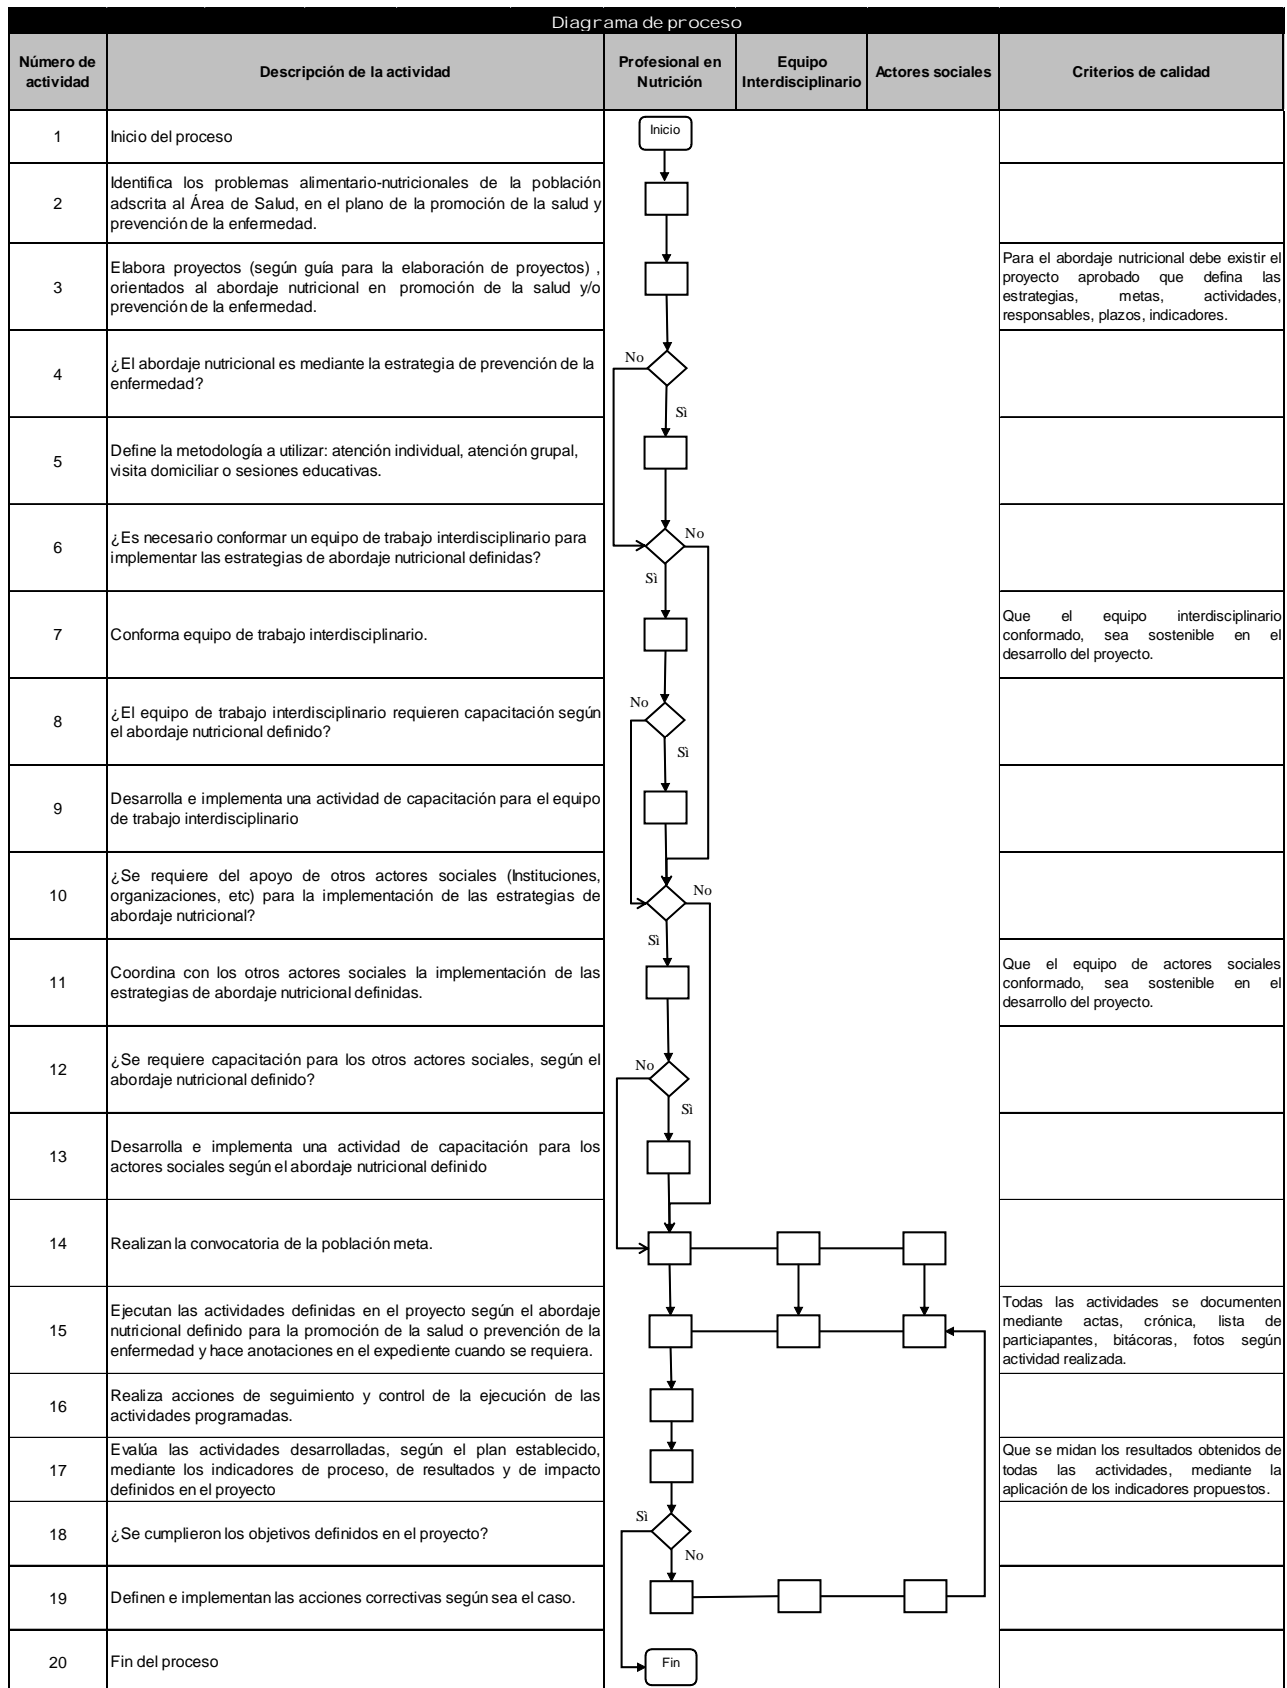 Diagrama de proceso
Número de actividad
Descripción de la actividad
Profesional en Nutrición
Equipo Interdisciplinario
Actores sociales
Criterios de calidad
1
Inicio del proceso
Inicio
2
Identifica los problemas alimentario-nutricionales de la población
adscrita al Área de Salud, en el plano de la promoción de la salud y
prevención de la enfermedad.
3
Elabora proyectos (según guía para la elaboración de proyectos) ,
orientados al abordaje nutricional en promoción de la salud y/o
prevención de la enfermedad.
Para el abordaje nutricional debe existir el
proyecto aprobado que defina las
estrategias, metas, actividades,
responsables, plazos, indicadores.
4
¿El abordaje nutricional es mediante la estrategia de prevención de la
enfermedad?
No
Sì
5
Define la metodología a utilizar: atención individual, atención grupal,
visita domiciliar o sesiones educativas.
6
¿Es necesario conformar un equipo de trabajo interdisciplinario para
implementar las estrategias de abordaje nutricional definidas?
No
Sì
7
Conforma equipo de trabajo interdisciplinario.
Que el equipo interdisciplinario
conformado, sea sostenible en el
desarrollo del proyecto.
8
¿El equipo de trabajo interdisciplinario requieren capacitación según
el abordaje nutricional definido?
No
Sì
9
Desarrolla e implementa una actividad de capacitación para el equipo
de trabajo interdisciplinario
10
¿Se requiere del apoyo de otros actores sociales (Instituciones,
organizaciones, etc) para la implementación de las estrategias de
abordaje nutricional?
No
Sì
11
Coordina con los otros actores sociales la implementación de las
estrategias de abordaje nutricional definidas.
Que el equipo de actores sociales
conformado, sea sostenible en el
desarrollo del proyecto.
12
¿Se requiere capacitación para los otros actores sociales, según el
abordaje nutricional definido?
No
Sì
13
Desarrolla e implementa una actividad de capacitación para los
actores sociales según el abordaje nutricional definido
14
Realizan la convocatoria de la población meta.
15
Ejecutan las actividades definidas en el proyecto según el abordaje
nutricional definido para la promoción de la salud o prevención de la
enfermedad y hace anotaciones en el expediente cuando se requiera.
Todas las actividades se documenten
mediante actas, crónica, lista de
particiapantes, bitácoras, fotos según
actividad realizada.
16
Realiza acciones de seguimiento y control de la ejecución de las
actividades programadas.
17
Evalúa las actividades desarrolladas, según el plan establecido,
mediante los indicadores de proceso, de resultados y de impacto
definidos en el proyecto
Que se midan los resultados obtenidos de
todas las actividades, mediante la
aplicación de los indicadores propuestos.
18
¿Se cumplieron los objetivos definidos en el proyecto?
Sì
No
19
Definen e implementan las acciones correctivas según sea el caso.
20
Fin del proceso
Fin